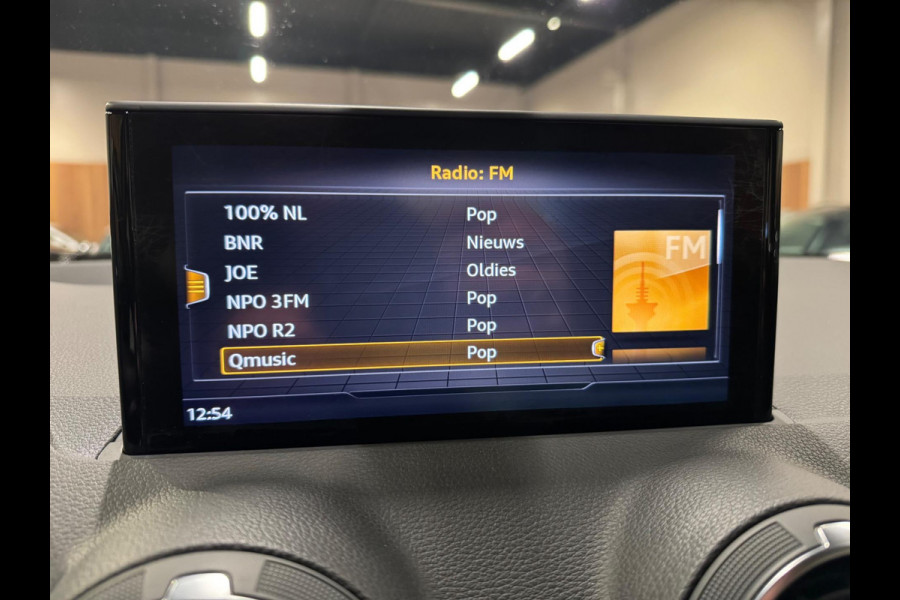 Radio: FM
100% NL Pop
BNR Nieuws
JOE Oldies
NPO 3FM Pop
NPO R2 Pop
Qmusic Pop
FM
12:54